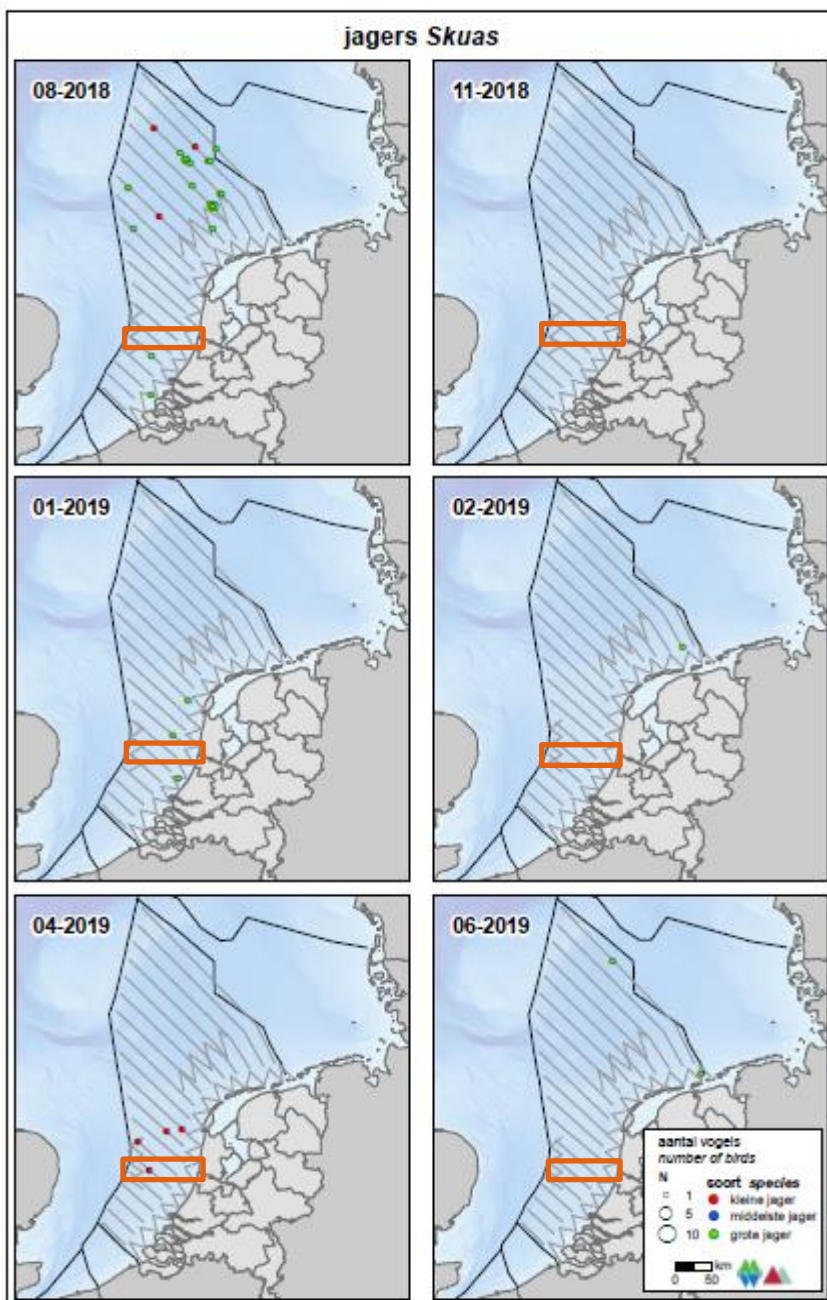 jagers Skuas
08-2018
11-2018
01-2019
02-2019
04-2019
06-2019
aantal vogels
number of birds
N soort species
1 kleine jager
5 middelste jager
10 grote jager
km
0 50